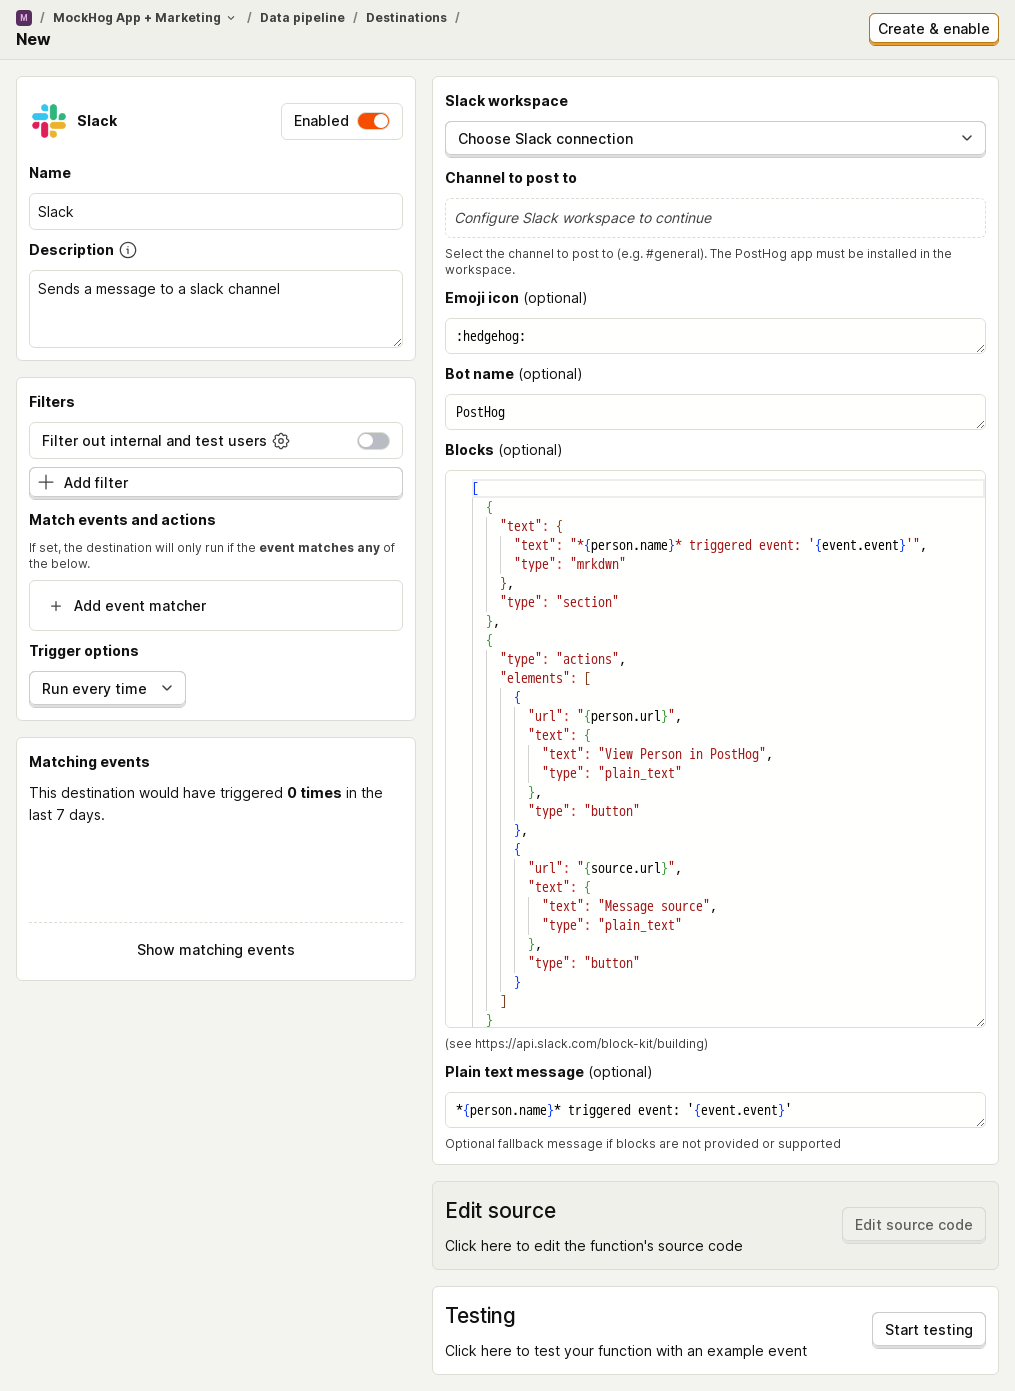 M / MockHog App + Marketing / Data pipeline / Destinations /
New
Create & enable
Slack
Enabled
Name
Slack
Description
Sends a message to a slack channel
Filters
Filter out internal and test users
Add filter
Match events and actions
If set, the destination will only run if the event matches any of
the below.
Add event matcher
Trigger options
Run every time
Matching events
This destination would have triggered 0 times in the
last 7 days.
Show matching events
Slack workspace
Choose Slack connection
Channel to post to
Configure Slack workspace to continue
Select the channel to post to (e.g. #general). The PostHog app must be installed in the
workspace.
Emoji icon (optional)
:hedgehog:
Bot name (optional)
PostHog
Blocks (optional)
[
  {
    "text": {
      "text": "*{person.name}* triggered event: '{event.event}'",
      "type": "mrkdwn"
    },
    "type": "section"
  },
  {
    "type": "actions",
    "elements": [
      {
        "url": "{person.url}",
        "text": {
          "text": "View Person in PostHog",
          "type": "plain_text"
        },
        "type": "button"
      },
      {
        "url": "{source.url}",
        "text": {
          "text": "Message source",
          "type": "plain_text"
        },
        "type": "button"
      }
    ]
  }
(see https://api.slack.com/block-kit/building)
Plain text message (optional)
*{person.name}* triggered event: '{event.event}'
Optional fallback message if blocks are not provided or supported
Edit source
Click here to edit the function's source code
Edit source code
Testing
Click here to test your function with an example event
Start testing